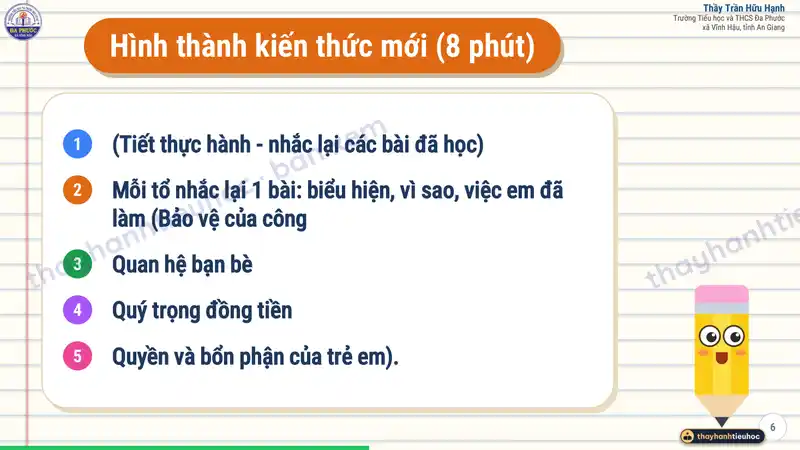 ĐA PHƯỚC
Thầy Trần Hữu Hạnh
Trường Tiểu học và THCS Đa Phước
xã Vĩnh Hậu, tỉnh An Giang
Hình thành kiến thức mới (8 phút)
1 (Tiết thực hành - nhắc lại các bài đã học)
2 Mỗi tổ nhắc lại 1 bài: biểu hiện, vì sao, việc em đã
làm (Bảo vệ của công
3 Quan hệ bạn bè
4 Quý trọng đồng tiền
5 Quyền và bổn phận của trẻ em).
thayhanhtieuhoc
6